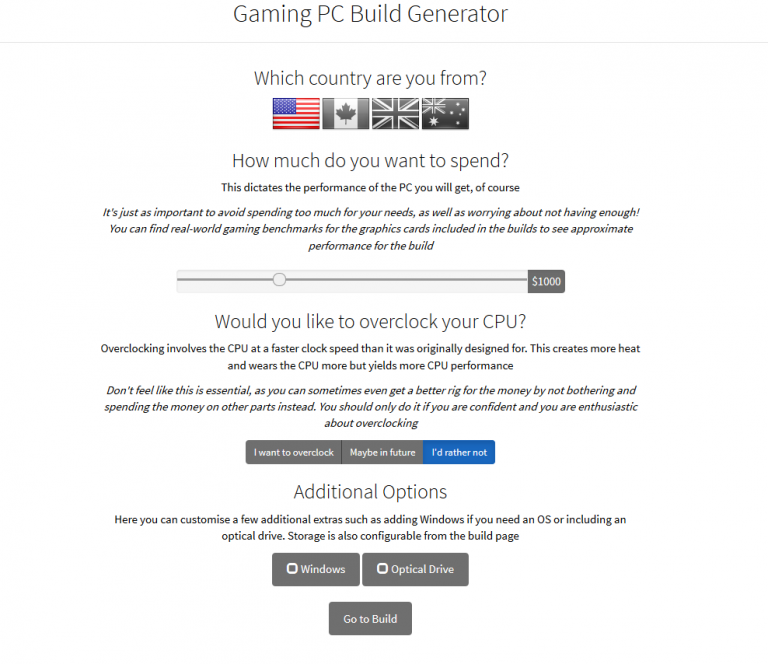 Gaming PC Build Generator
Which country are you from?
How much do you want to spend?
This dictates the performance of the PC you will get, of course
It's just as important to avoid spending too much for your needs, as well as worrying about not having enough!
You can find real-world gaming benchmarks for the graphics cards included in the builds to see approximate
performance for the build
$1000
Would you like to overclock your CPU?
Overclocking involves the CPU at a faster clock speed than it was originally designed for. This creates more heat
and wears the CPU more but yields more CPU performance
Don't feel like this is essential, as you can sometimes even get a better rig for the money by not bothering and
spending the money on other parts instead. You should only do it if you are confident and you are enthusiastic
about overclocking
I want to overclock Maybe in future I'd rather not
Additional Options
Here you can customise a few additional extras such as adding Windows if you need an OS or including an
optical drive. Storage is also configurable from the build page
Windows Optical Drive
Go to Build